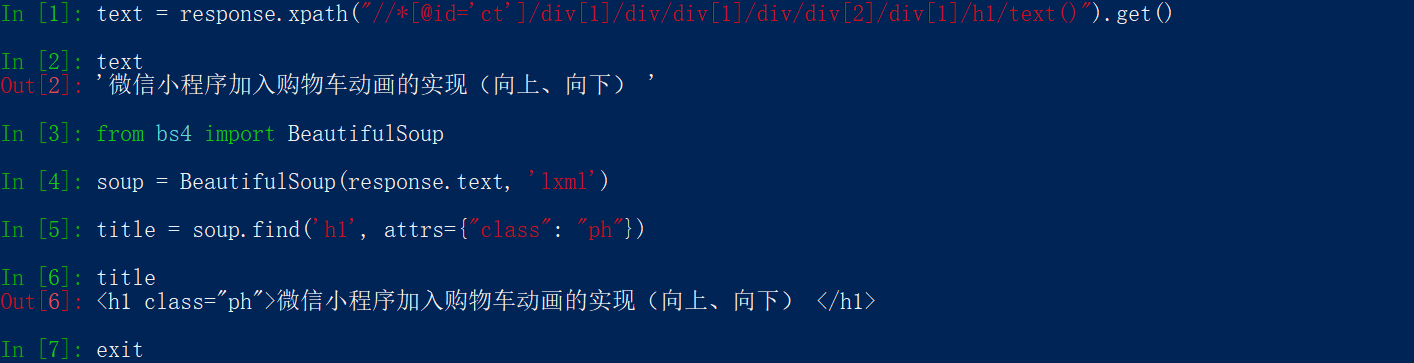 In [1]: text = response.xpath("//*[@id='ct']/div[1]/div/div[1]/div/div[2]/div[1]/h1/text()").get()
In [2]: text
Out[2]: '微信小程序加入购物车动画的实现（向上、向下） '
In [3]: from bs4 import BeautifulSoup
In [4]: soup = BeautifulSoup(response.text, 'lxml')
In [5]: title = soup.find('h1', attrs={"class": "ph"})
In [6]: title
Out[6]: <h1 class="ph">微信小程序加入购物车动画的实现（向上、向下） </h1>
In [7]: exit